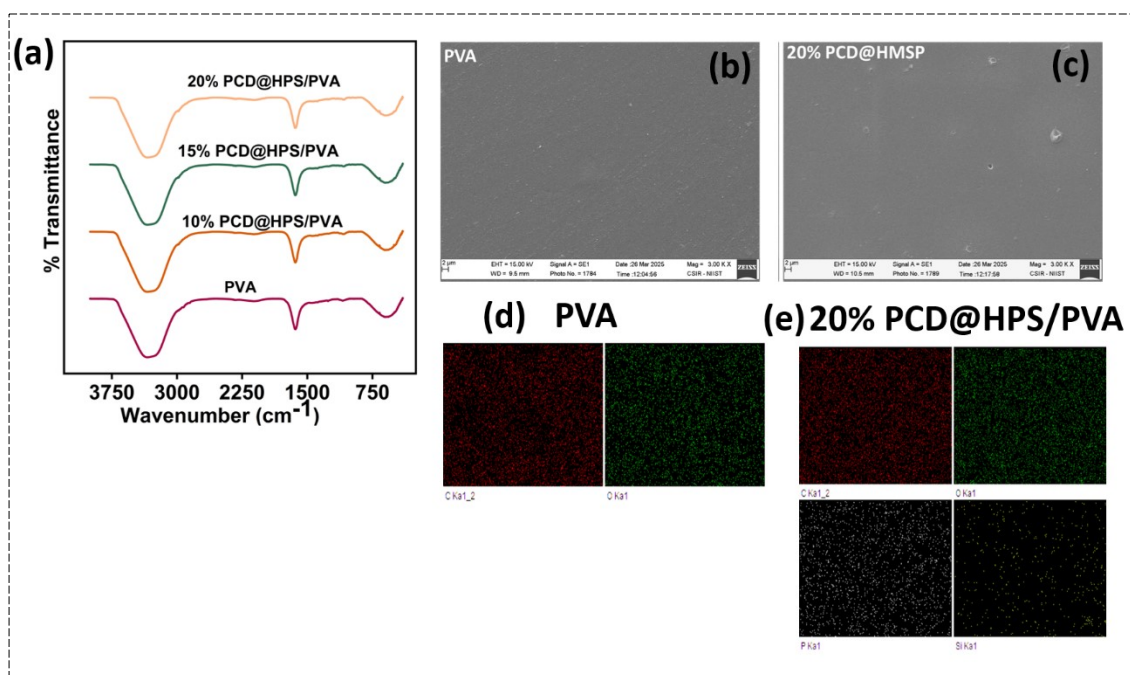 (a)
20% PCD@HPS/PVA
15% PCD@HPS/PVA
10% PCD@HPS/PVA
PVA
% Transmittance
3750 3000 2250 1500 750
Wavenumber (cm-1)
PVA
(b)
2 µm
EHT = 15.00 kV Signal A = SE1 Date :26 Mar 2025 Mag = 3.00 K X
WD = 9.5 mm Photo No. = 1784 Time :12:04:56 CSIR - NIIST
ZEISS
20% PCD@HMSP
(c)
2 µm
EHT = 15.00 kV Signal A = SE1 Date :26 Mar 2025 Mag = 3.00 K X
WD = 10.5 mm Photo No. = 1789 Time :12:17:58 CSIR - NIIST
ZEISS
(d) PVA
C Ka1_2 O Ka1
(e) 20% PCD@HPS/PVA
C Ka1_2 O Ka1
P Ka1 Si Ka1